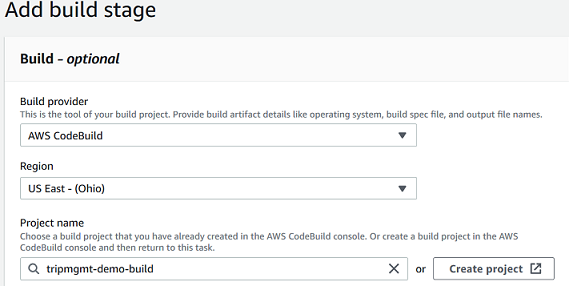 Add build stage
Build - optional
Build provider
This is the tool of your build project. Provide build artifact details like operating system, build spec file, and output file names.
AWS CodeBuild
Region
US East - (Ohio)
Project name
Choose a build project that you have already created in the AWS CodeBuild console. Or create a build project in the AWS
CodeBuild console and then return to this task.
tripmgmt-demo-build or Create project